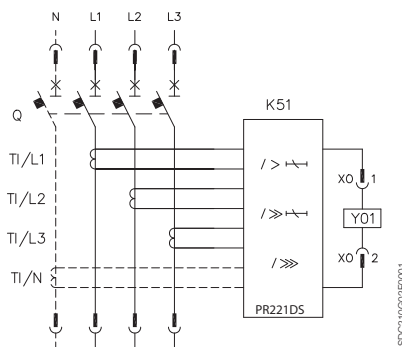 N L1 L2 L3
Q
K51
TI/L1
TI/L2
TI/L3
TI/N
I >
I >>
I >>>
PR221DS
X0 1
Y01
X0 2